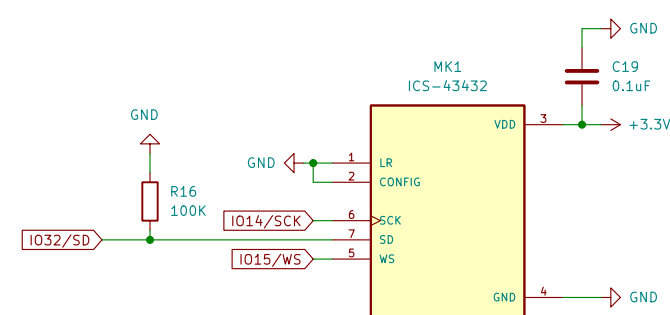 GND
MK1
ICS-43432
C19
0.1uF
GND
VDD
3
+3.3V
GND
1
LR
2
CONFIG
R16
100K
IO14/SCK
6
SCK
IO32/SD
7
SD
IO15/WS
5
WS
GND
4
GND